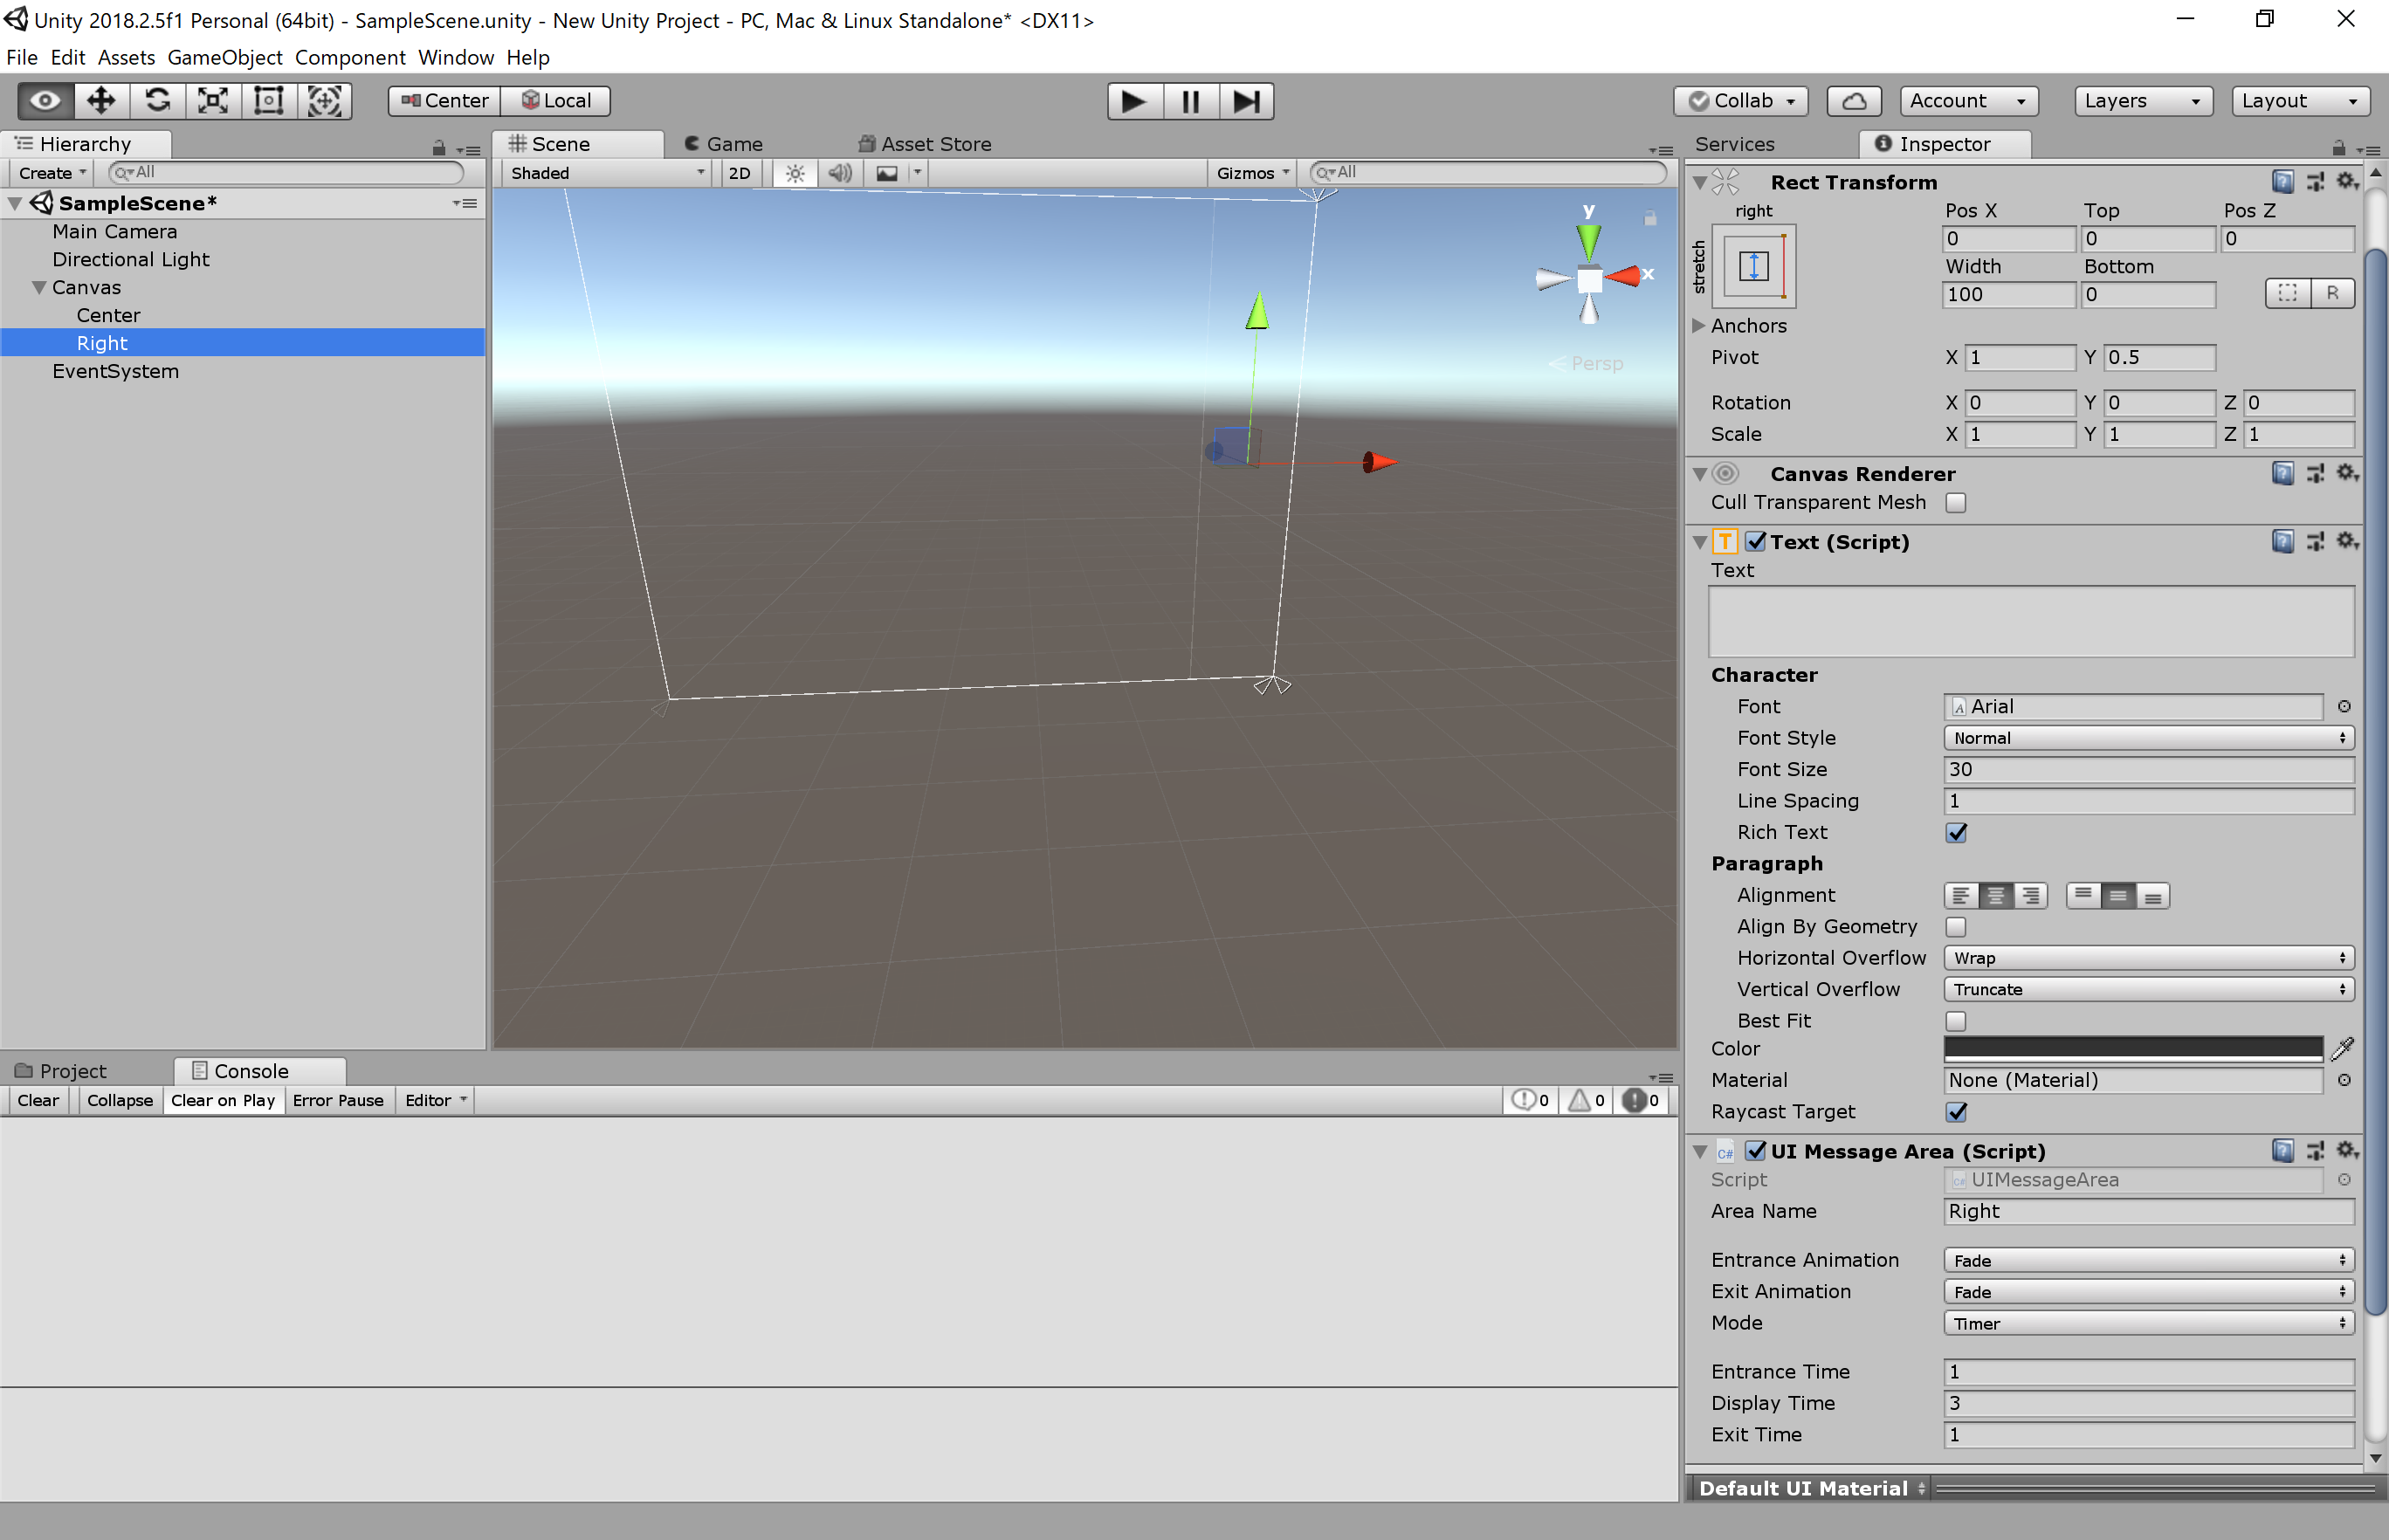 Unity 2018.2.5f1 Personal (64bit) - SampleScene.unity - New Unity Project - PC, Mac & Linux Standalone* <DX11>
File Edit Assets GameObject Component Window Help
Center Local Collab Account Layers Layout
Hierarchy
Create All
SampleScene*
Main Camera
Directional Light
Canvas
Center
Right
EventSystem
Scene Game Asset Store
Shaded 2D Gizmos All
y
x
Persp
Project Console
Clear Collapse Clear on Play Error Pause Editor 0 0 0
Services Inspector
Rect Transform
right
stretch
Pos X Top Pos Z
0 0 0
Width Bottom
100 0
R
Anchors
Pivot X 1 Y 0.5
Rotation X 0 Y 0 Z 0
Scale X 1 Y 1 Z 1
Canvas Renderer
Cull Transparent Mesh
T Text (Script)
Text
Character
Font Arial
Font Style Normal
Font Size 30
Line Spacing 1
Rich Text
Paragraph
Alignment
Align By Geometry
Horizontal Overflow Wrap
Vertical Overflow Truncate
Best Fit
Color
Material None (Material)
Raycast Target
C# UI Message Area (Script)
Script UIMessageArea
Area Name Right
Entrance Animation Fade
Exit Animation Fade
Mode Timer
Entrance Time 1
Display Time 3
Exit Time 1
Default UI Material